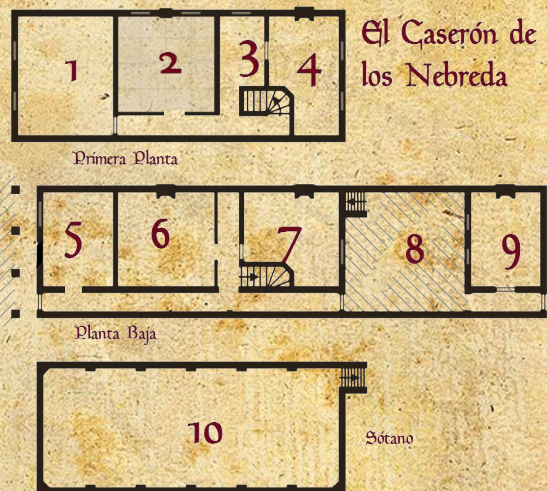 El Caserón de
los Nebreda
1 2 3 4
Primera Planta
5 6 7 8 9
Planta Baja
10
Sótano